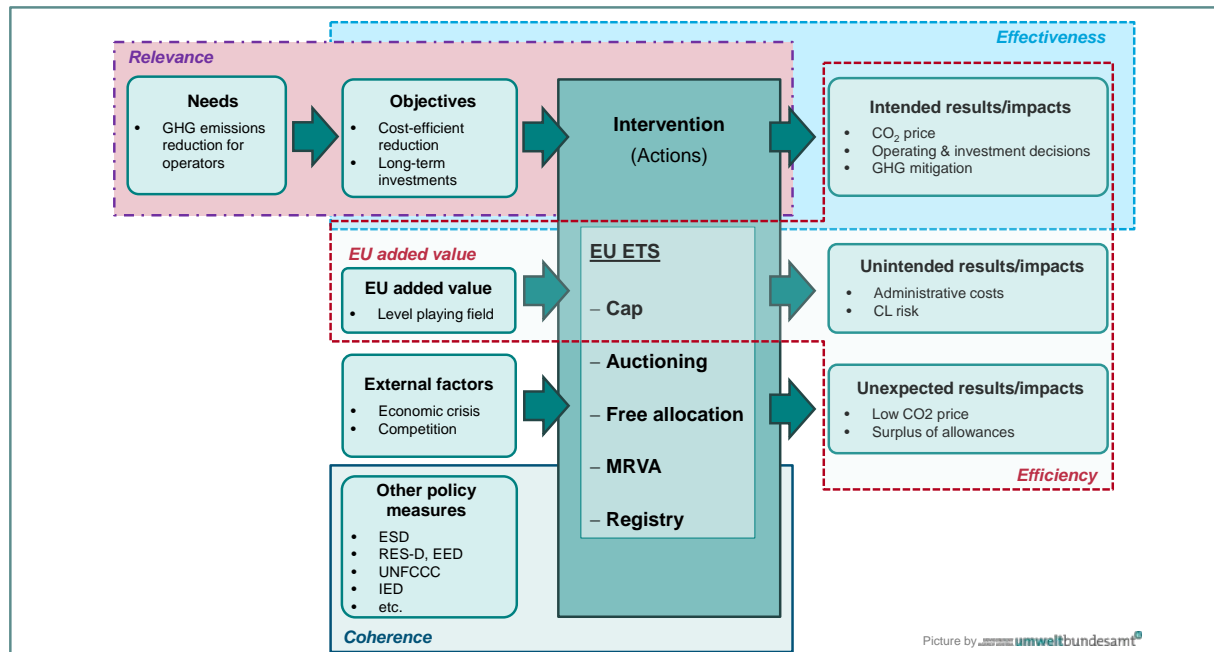 Effectiveness
Relevance
Needs
• GHG emissions
reduction for
operators
Objectives
• Cost-efficient
reduction
• Long-term
investments
Intervention
(Actions)
Intended results/impacts
• CO₂ price
• Operating & investment decisions
• GHG mitigation
EU added value
EU added value
• Level playing field
EU ETS
– Cap
– Auctioning
– Free allocation
– MRVA
– Registry
Unintended results/impacts
• Administrative costs
• CL risk
External factors
• Economic crisis
• Competition
Unexpected results/impacts
• Low CO2 price
• Surplus of allowances
Efficiency
Other policy
measures
• ESD
• RES-D, EED
• UNFCCC
• IED
• etc.
Coherence
Picture by umweltbundesamt